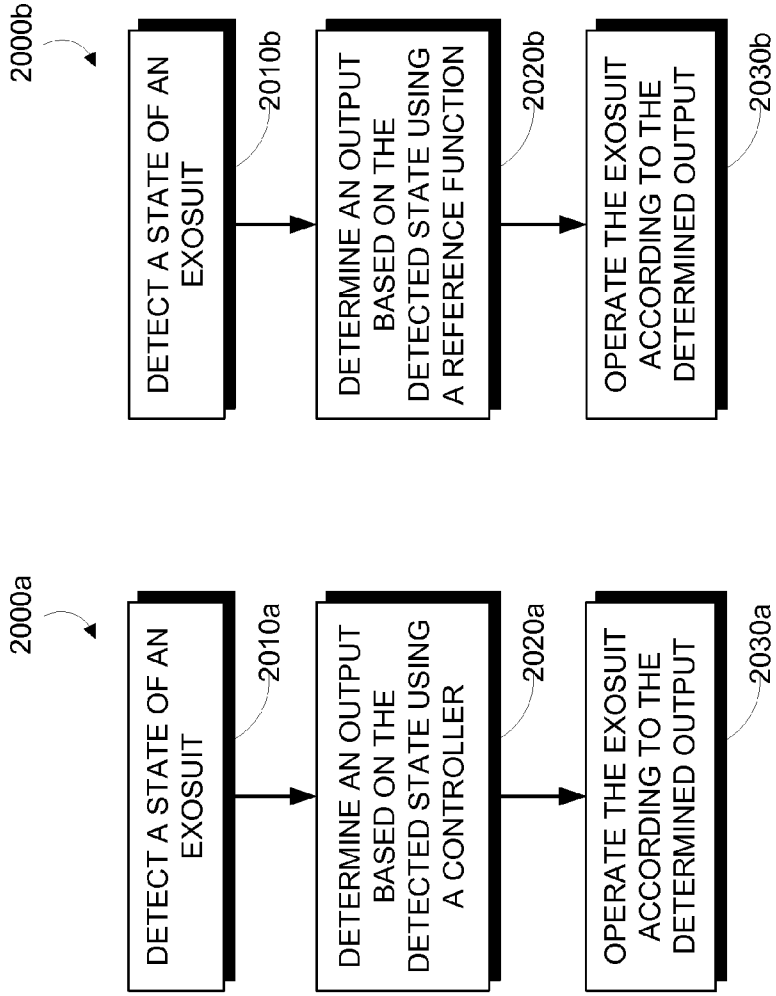 2000a
DETECT A STATE OF AN
EXOSUIT
2010a
DETERMINE AN OUTPUT
BASED ON THE
DETECTED STATE USING
A CONTROLLER
2020a
OPERATE THE EXOSUIT
ACCORDING TO THE
DETERMINED OUTPUT
2030a
2000b
DETECT A STATE OF AN
EXOSUIT
2010b
DETERMINE AN OUTPUT
BASED ON THE
DETECTED STATE USING
A REFERENCE FUNCTION
2020b
OPERATE THE EXOSUIT
ACCORDING TO THE
DETERMINED OUTPUT
2030b